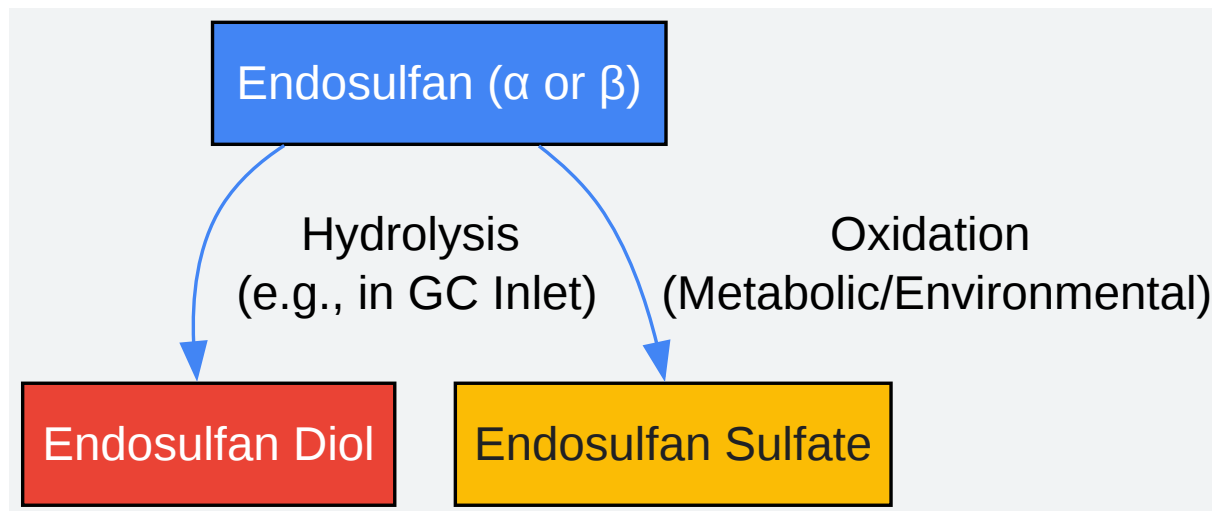 Endosulfan (α or β)
Hydrolysis
(e.g., in GC Inlet)
Oxidation
(Metabolic/Environmental)
Endosulfan Diol
Endosulfan Sulfate